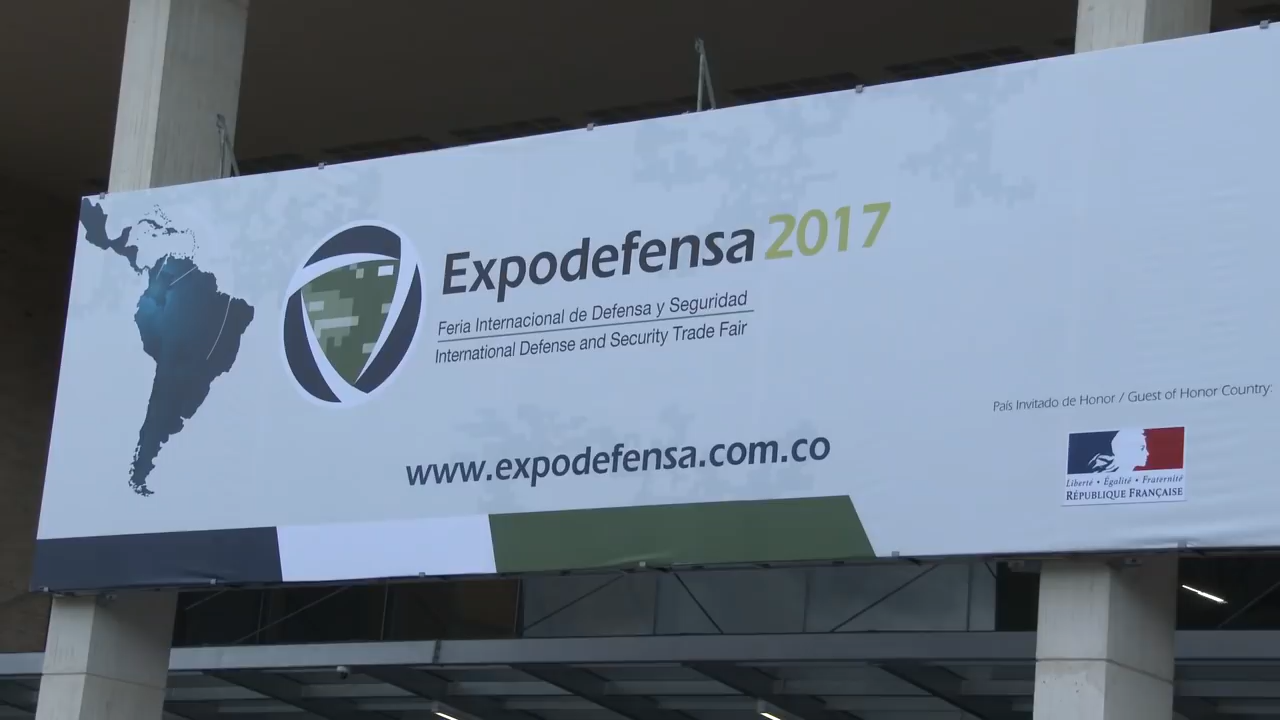 Expodefensa 2017
Feria Internacional de Defensa y Seguridad
International Defense and Security Trade Fair
www.expodefensa.com.co
País Invitado de Honor / Guest of Honor Country:
Liberté • Égalité • Fraternité
RÉPUBLIQUE FRANÇAISE